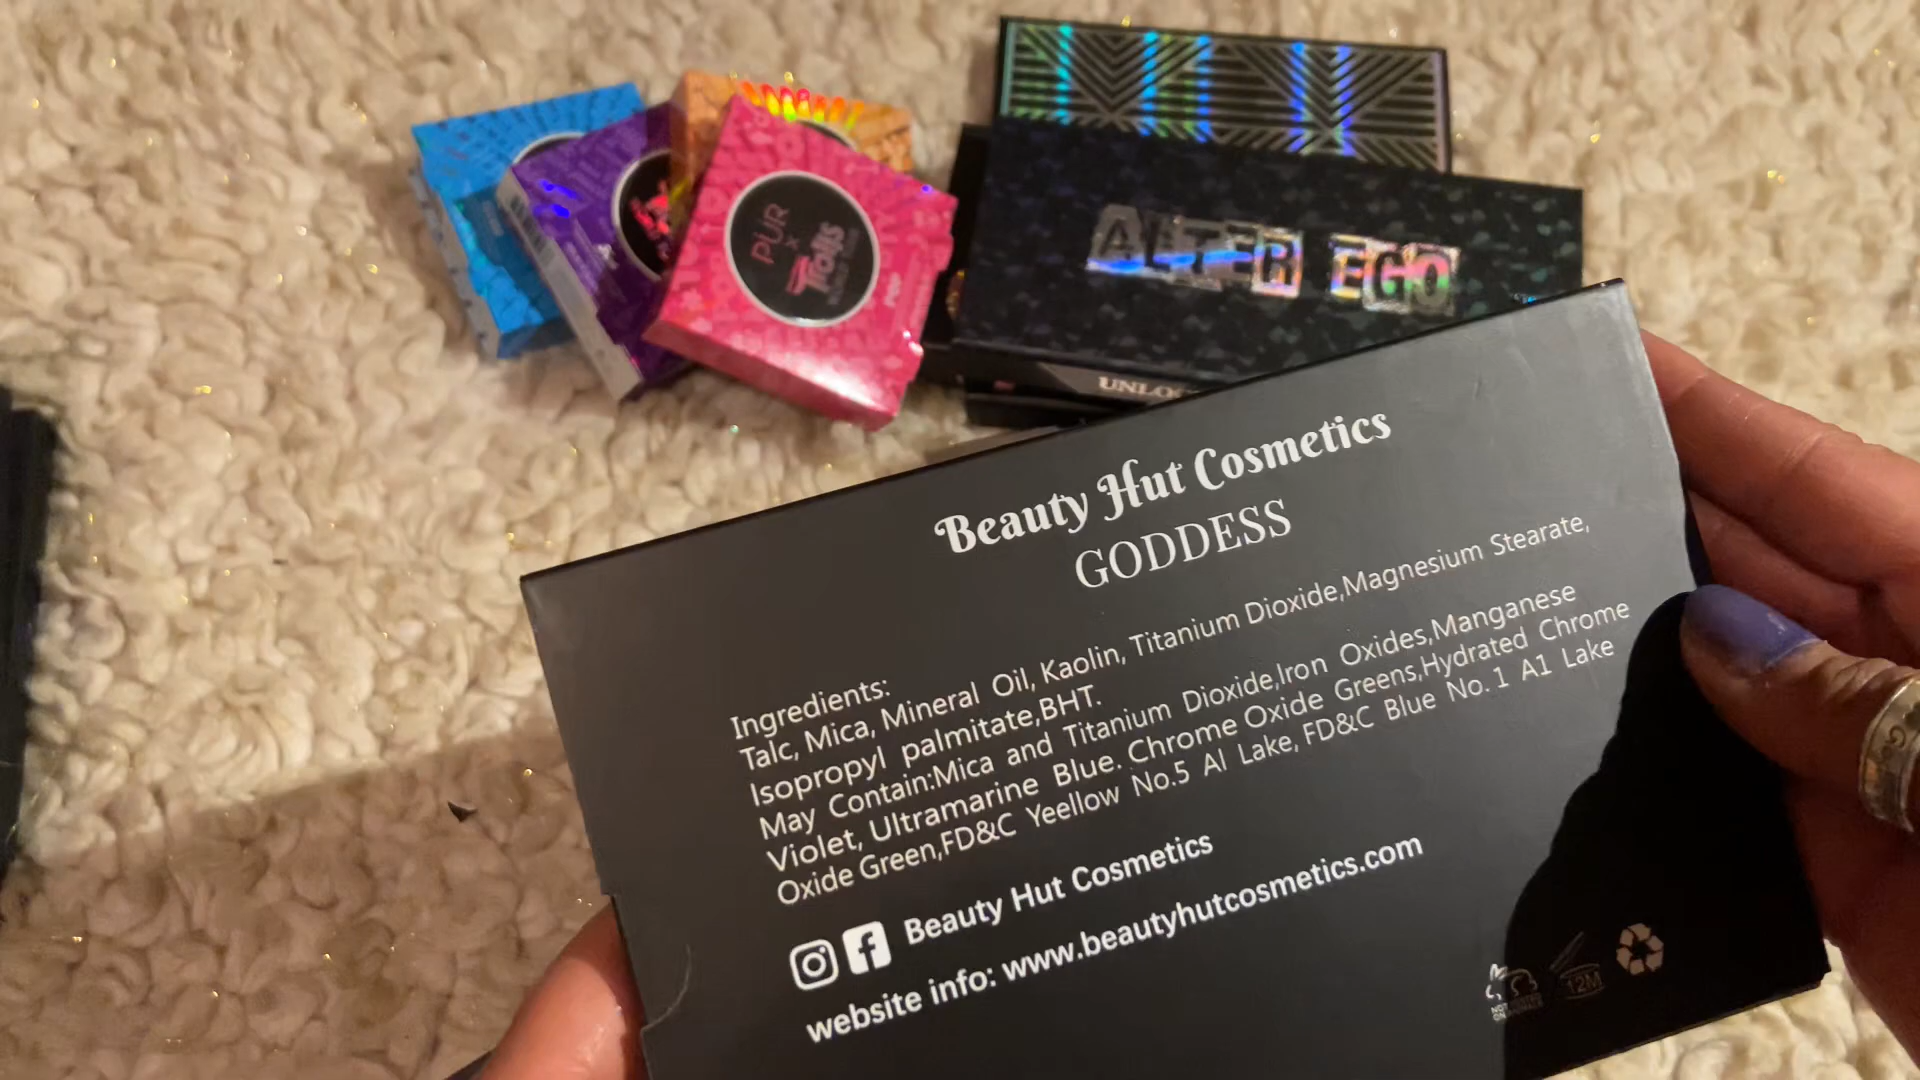 PÜR
×
Trolls
POP
ALTER EGO
Beauty Hut Cosmetics
GODDESS
Ingredients:
Talc, Mica, Mineral Oil, Kaolin, Titanium Dioxide,Magnesium Stearate,
Isopropyl palmitate,BHT.
May Contain:Mica and Titanium Dioxide,Iron Oxides,Manganese
Violet, Ultramarine Blue. Chrome Oxide Greens,Hydrated Chrome
Oxide Green,FD&C Yeellow No.5 Al Lake, FD&C Blue No. 1 A1 Lake
Beauty Hut Cosmetics
website info: www.beautyhutcosmetics.com
12M